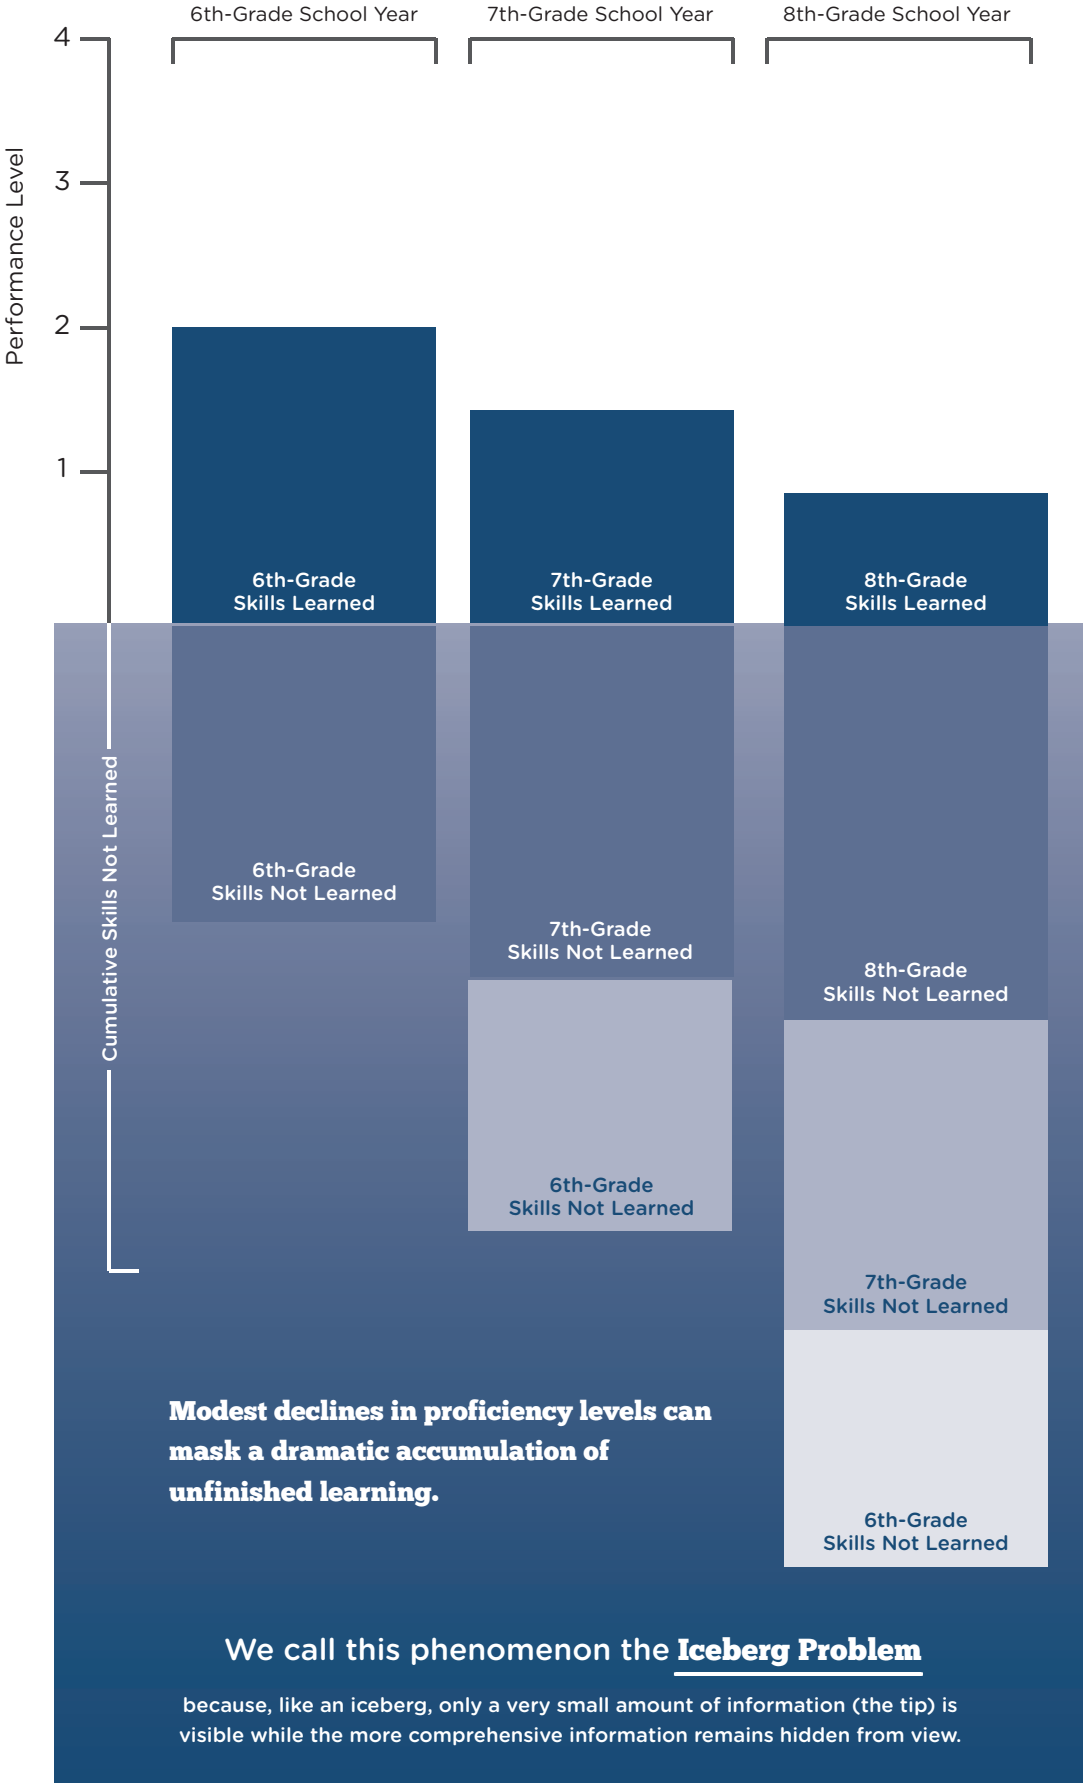 6th-Grade School Year
7th-Grade School Year
8th-Grade School Year
4
3
2
1
Performance Level
6th-Grade
Skills Learned
7th-Grade
Skills Learned
8th-Grade
Skills Learned
Cumulative Skills Not Learned
6th-Grade
Skills Not Learned
7th-Grade
Skills Not Learned
8th-Grade
Skills Not Learned
6th-Grade
Skills Not Learned
7th-Grade
Skills Not Learned
6th-Grade
Skills Not Learned
Modest declines in proficiency levels can
mask a dramatic accumulation of
unfinished learning.
We call this phenomenon the Iceberg Problem
because, like an iceberg, only a very small amount of information (the tip) is
visible while the more comprehensive information remains hidden from view.